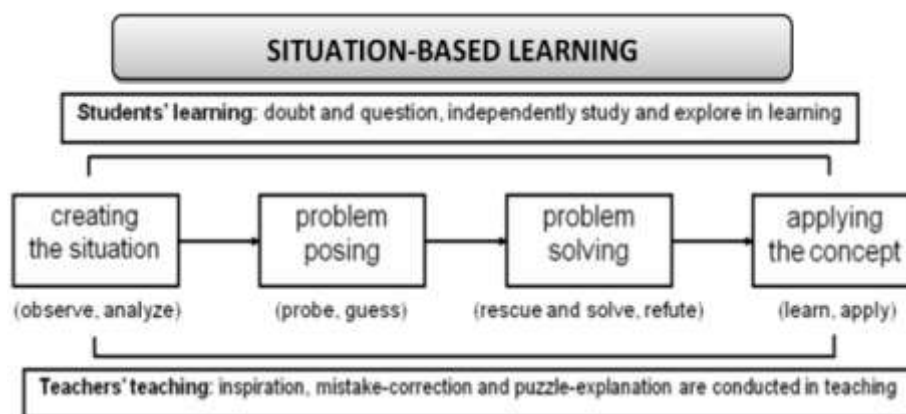 SITUATION-BASED LEARNING
Students' learning: doubt and question, independently study and explore in learning
creating
the situation
problem
posing
problem
solving
applying
the concept
(observe, analyze)
(probe, guess)
(rescue and solve, refute)
(learn, apply)
Teachers' teaching: inspiration, mistake-correction and puzzle-explanation are conducted in teaching